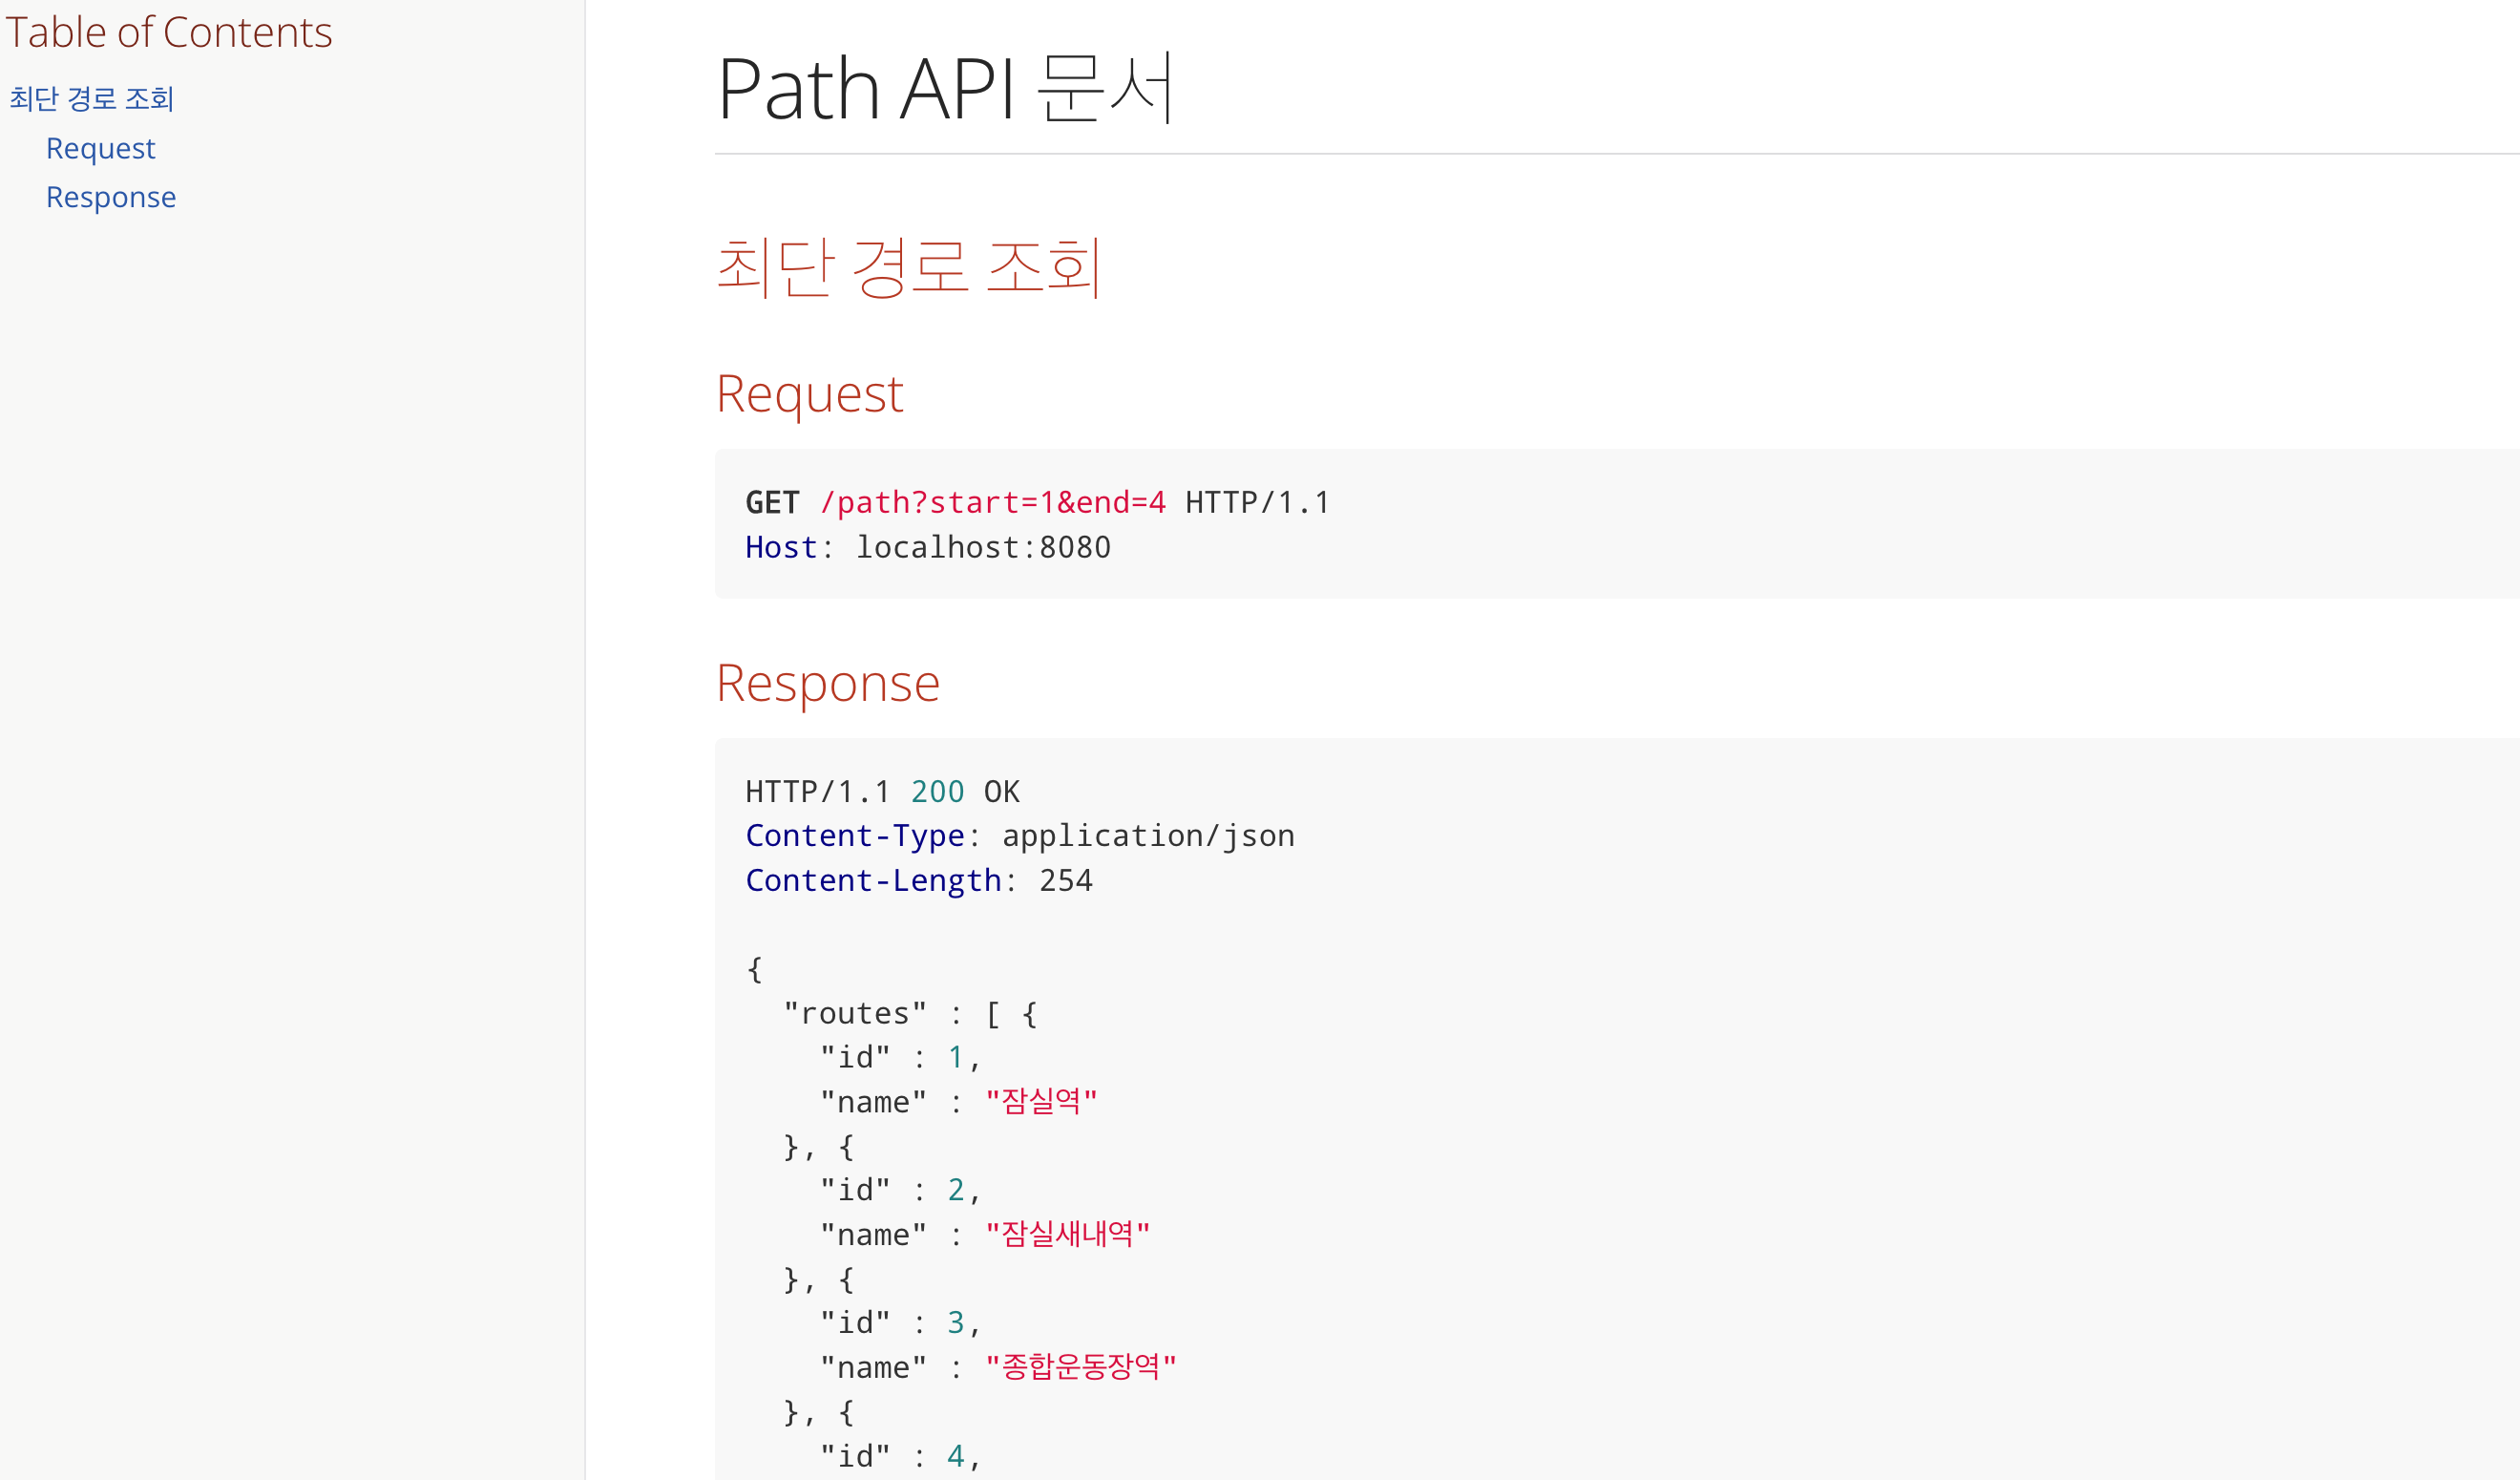 Table of Contents
최단 경로 조회
Request
Response
Path API 문서
최단 경로 조회
Request
GET /path?start=1&end=4 HTTP/1.1
Host: localhost:8080
Response
HTTP/1.1 200 OK
Content-Type: application/json
Content-Length: 254
{
"routes" : [ {
"id" : 1,
"name" : "잠실역"
}, {
"id" : 2,
"name" : "잠실새내역"
}, {
"id" : 3,
"name" : "종합운동장역"
}, {
"id" : 4,